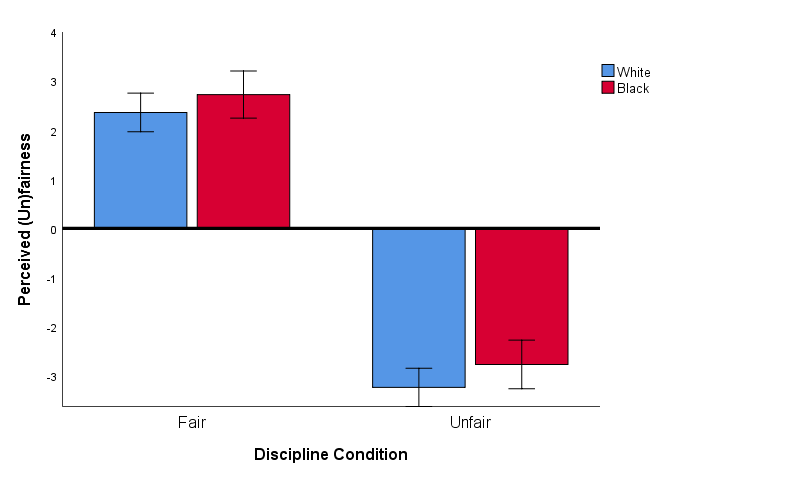 4
3
2
1
0
-1
-2
-3
Perceived (Un)fairness
White
Black
Fair
Unfair
Discipline Condition